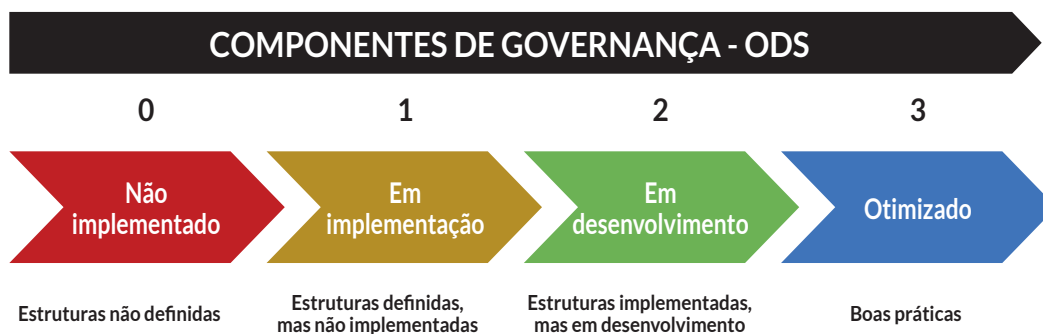 COMPONENTES DE GOVERNANÇA - ODS
0
1
2
3
Não
implementado
Em
implementação
Em
desenvolvimento
Otimizado
Estruturas não definidas
Estruturas definidas,
mas não implementadas
Estruturas implementadas,
mas em desenvolvimento
Boas práticas